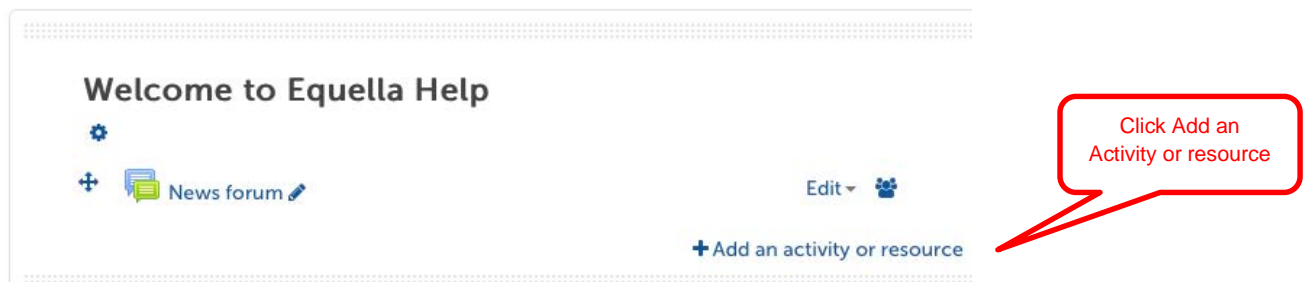 Welcome to Equella Help
News forum
Edit
Add an activity or resource
Click Add an
Activity or resource